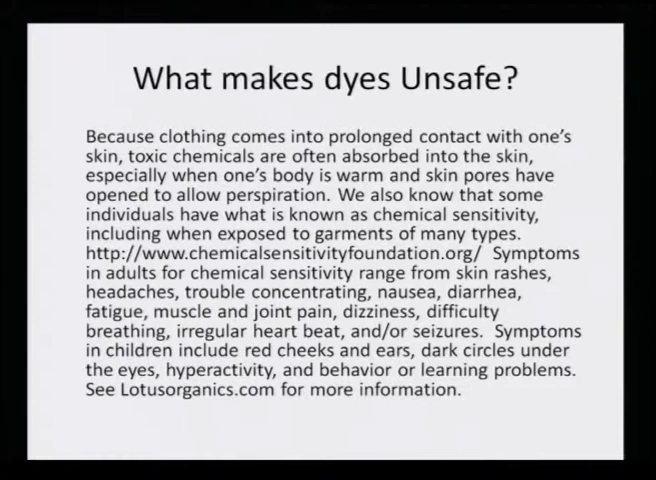 What makes dyes Unsafe?
Because clothing comes into prolonged contact with one's
skin, toxic chemicals are often absorbed into the skin,
especially when one's body is warm and skin pores have
opened to allow perspiration. We also know that some
individuals have what is known as chemical sensitivity,
including when exposed to garments of many types.
http://www.chemicalsensitivityfoundation.org/ Symptoms
in adults for chemical sensitivity range from skin rashes,
headaches, trouble concentrating, nausea, diarrhea,
fatigue, muscle and joint pain, dizziness, difficulty
breathing, irregular heart beat, and/or seizures. Symptoms
in children include red cheeks and ears, dark circles under
the eyes, hyperactivity, and behavior or learning problems.
See Lotusorganics.com for more information.